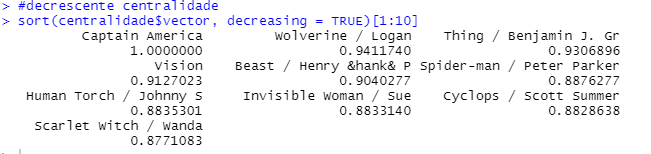 > #decrescente centralidade
> sort(centralidade$vector, decreasing = TRUE)[1:10]
Captain America Wolverine / Logan Thing / Benjamin J. Gr
1.0000000 0.9411740 0.9306896
Vision Beast / Henry &hank& P Spider-man / Peter Parker
0.9127023 0.9040277 0.8876277
Human Torch / Johnny S Invisible Woman / Sue Cyclops / Scott Summer
0.8835301 0.8833140 0.8828638
Scarlet Witch / Wanda
0.8771083